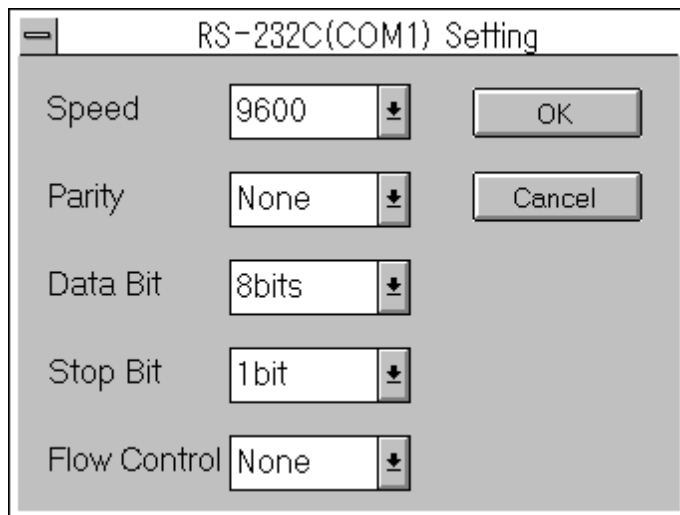 RS-232C(COM1) Setting
Speed 9600 OK
Parity None Cancel
Data Bit 8bits
Stop Bit 1bit
Flow Control None